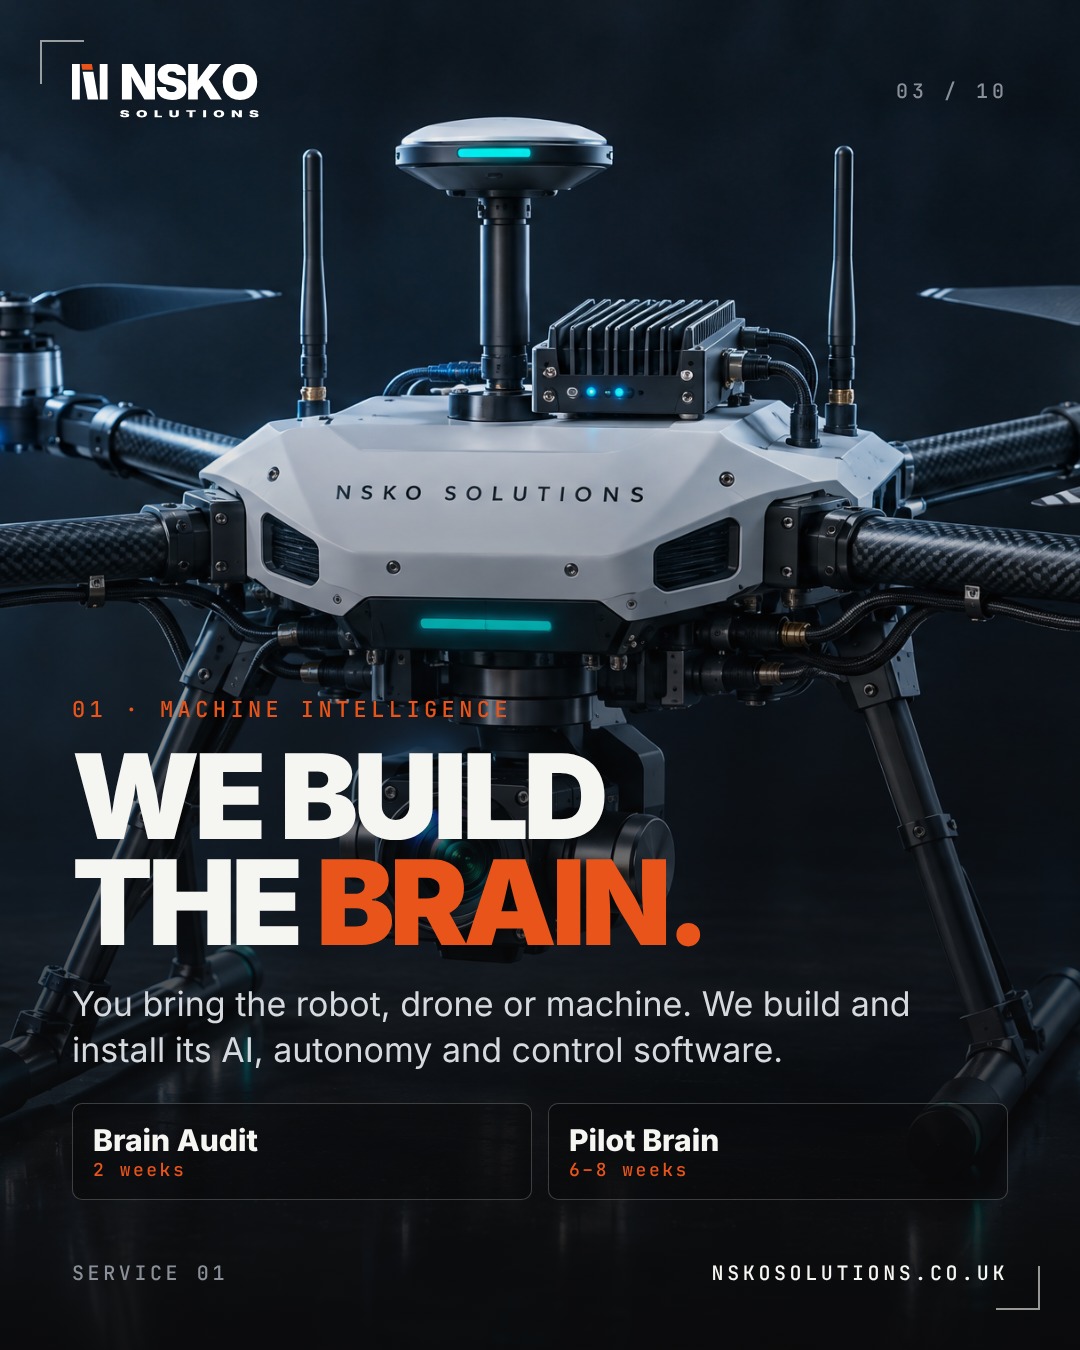 NSKO
SOLUTIONS
03 / 10
NSKO SOLUTIONS
01 · MACHINE INTELLIGENCE
WE BUILD
THE BRAIN.
You bring the robot, drone or machine. We build and
install its AI, autonomy and control software.
Brain Audit
2 weeks
Pilot Brain
6–8 weeks
SERVICE 01
NSKOSOLUTIONS.CO.UK